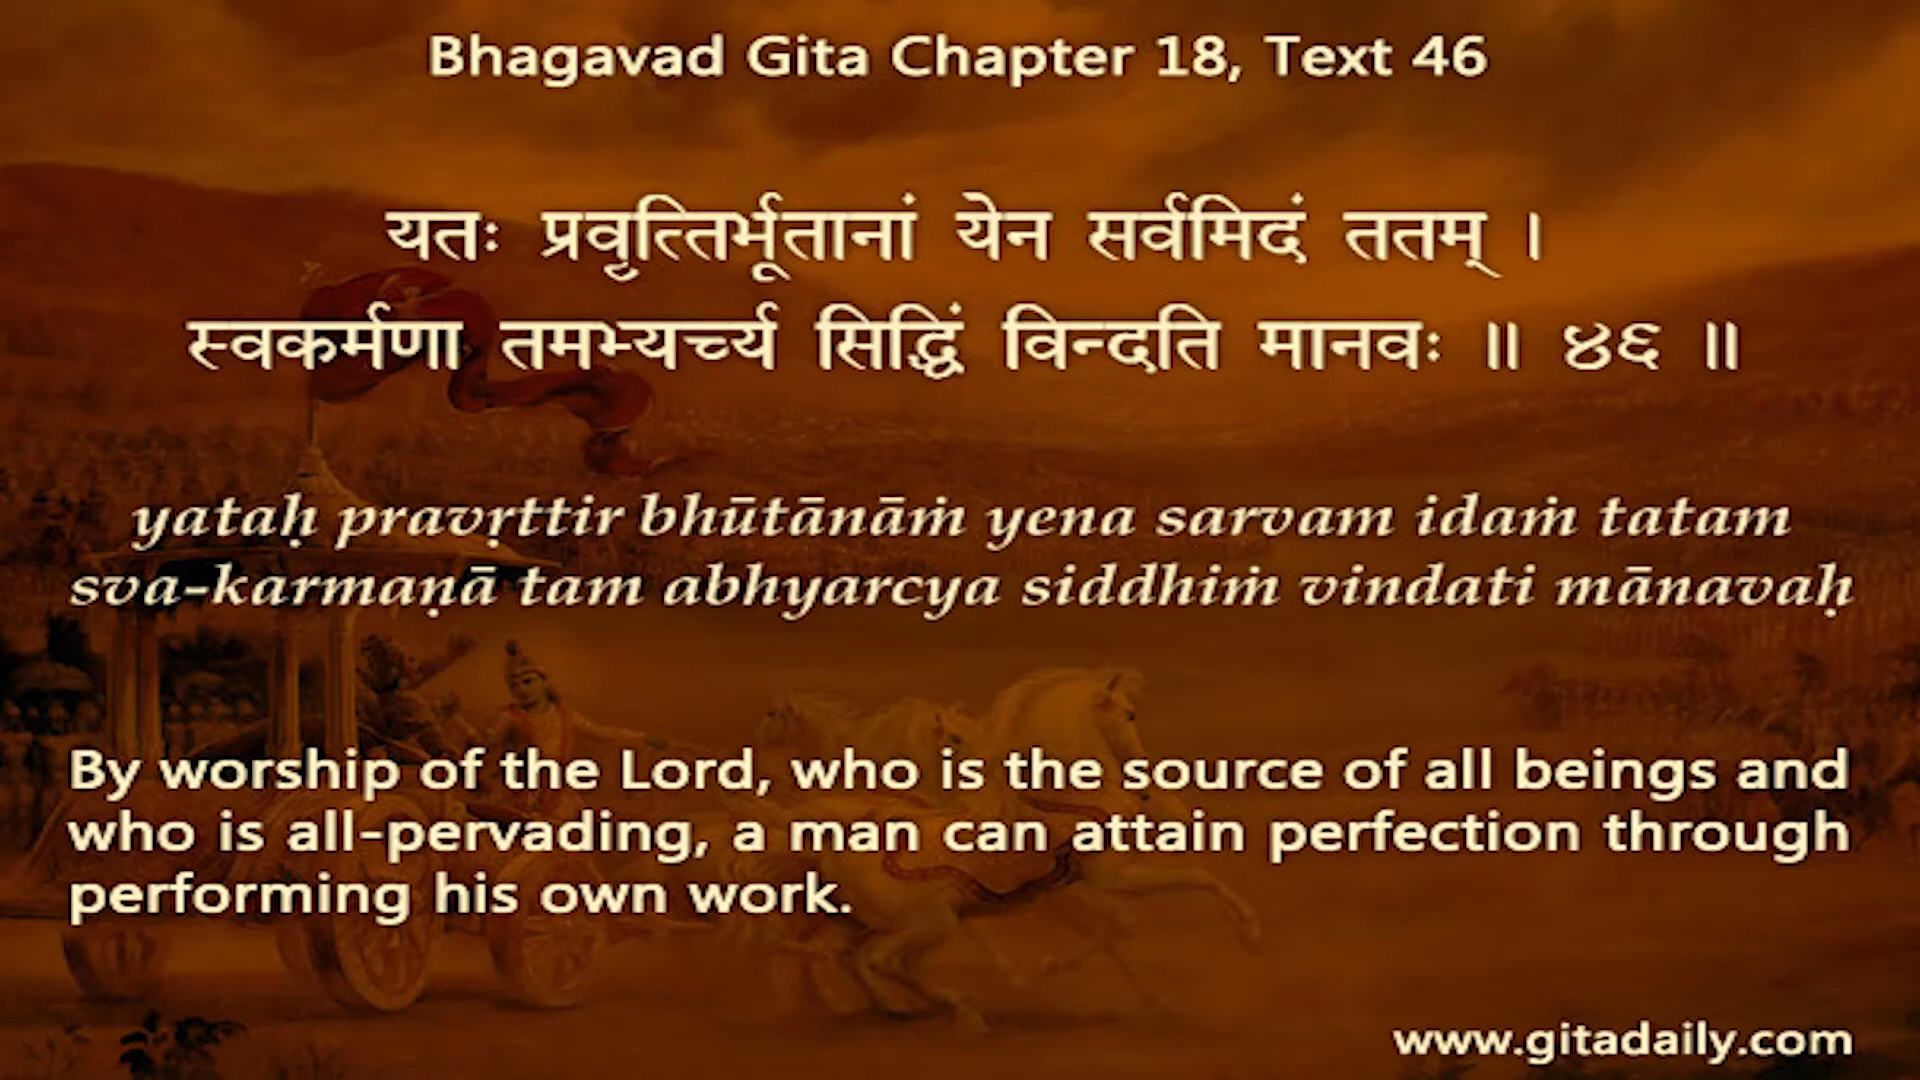 Bhagavad Gita Chapter 18, Text 46
यतः प्रवृत्तिर्भूतानां येन सर्वमिदं ततम् ।
स्वकर्मणा तमभ्यर्च्य सिद्धिं विन्दति मानवः ॥ ४६ ॥
yataḥ pravṛttir bhūtānāṁ yena sarvam idaṁ tatam
sva-karmaṇā tam abhyarcya siddhiṁ vindati mānavaḥ
By worship of the Lord, who is the source of all beings and
who is all-pervading, a man can attain perfection through
performing his own work.
www.gitadaily.com